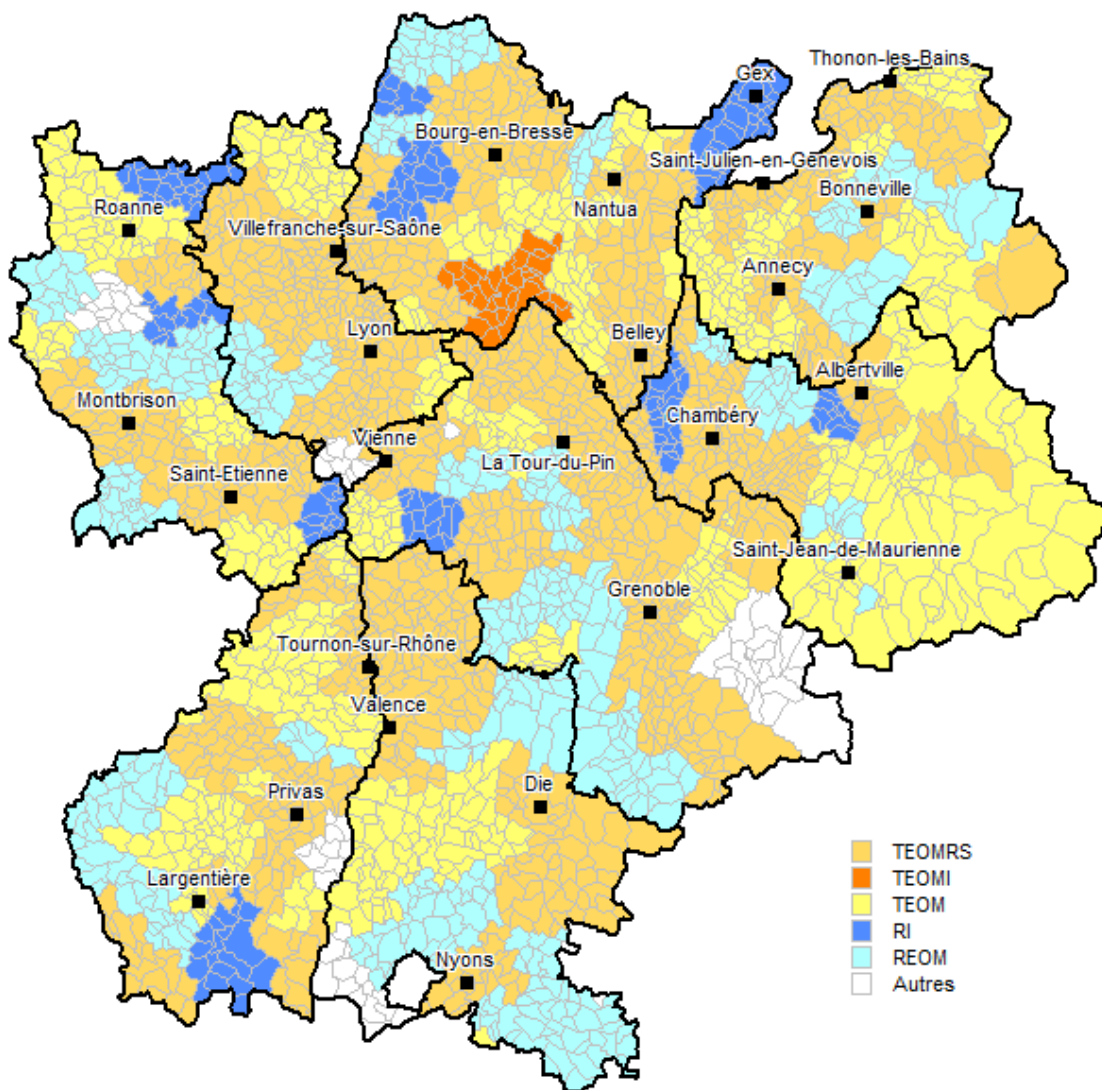 Thonon-les-Bains
Gex
Bourg-en-Bresse
Saint-Julien-en-Genevois
Bonneville
Roanne
Nantua
Villefranche-sur-Saône
Annecy
Lyon
Belley
Albertville
Montbrison
Chambéry
Vienne
La Tour-du-Pin
Saint-Etienne
Saint-Jean-de-Maurienne
Grenoble
Tournon-sur-Rhône
Valence
Die
Privas
Largentière
Nyons
TEOMRS
TEOMI
TEOM
RI
REOM
Autres